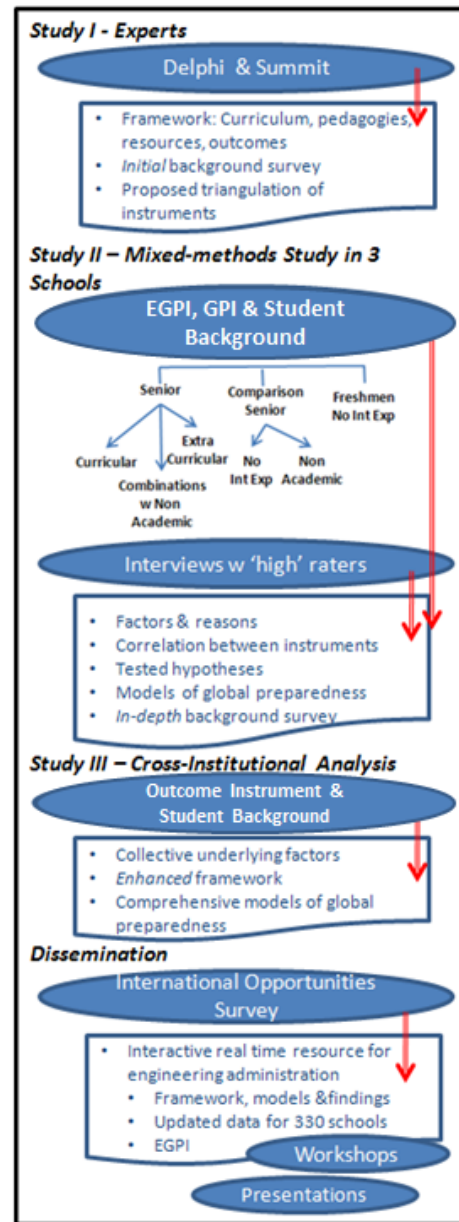 Study I - Experts
Delphi & Summit
• Framework: Curriculum, pedagogies,
resources, outcomes
• Initial background survey
• Proposed triangulation of
instruments
Study II – Mixed-methods Study in 3
Schools
EGPI, GPI & Student
Background
Senior
Comparison
Senior
Freshmen
No Int Exp
Curricular
Combinations
w Non
Academic
Extra
Curricular
No
Int Exp
Non
Academic
Interviews w ‘high’ raters
• Factors & reasons
• Correlation between instruments
• Tested hypotheses
• Models of global preparedness
• In-depth background survey
Study III – Cross-Institutional Analysis
Outcome Instrument &
Student Background
• Collective underlying factors
• Enhanced framework
• Comprehensive models of global
preparedness
Dissemination
International Opportunities
Survey
• Interactive real time resource for
engineering administration
• Framework, models &findings
• Updated data for 330 schools
• EGPI
Workshops
Presentations